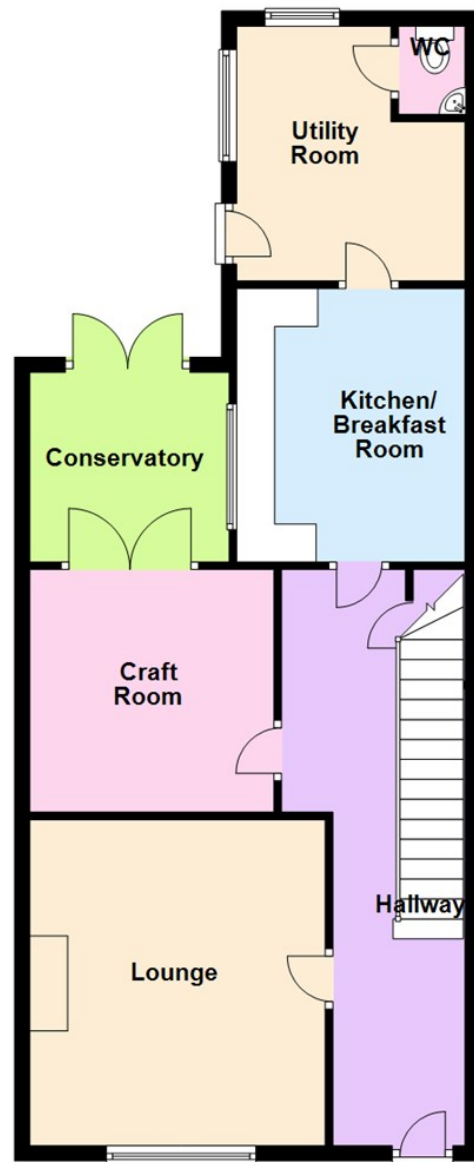 WC
Utility
Room
Kitchen/
Breakfast
Room
Conservatory
Craft
Room
Hallway
Lounge